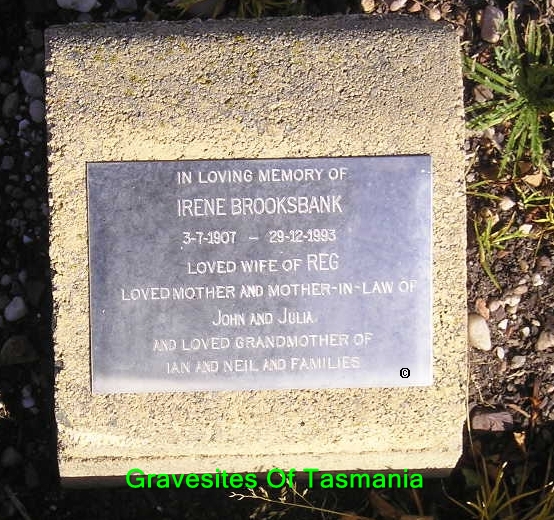 IN LOVING MEMORY OF
IRENE BROOKSBANK
3-7-1907 – 29-12-1993
LOVED WIFE OF REG
LOVED MOTHER AND MOTHER-IN-LAW OF
JOHN AND JULIA
AND LOVED GRANDMOTHER OF
IAN AND NEIL AND FAMILIES
©
Gravesites Of Tasmania